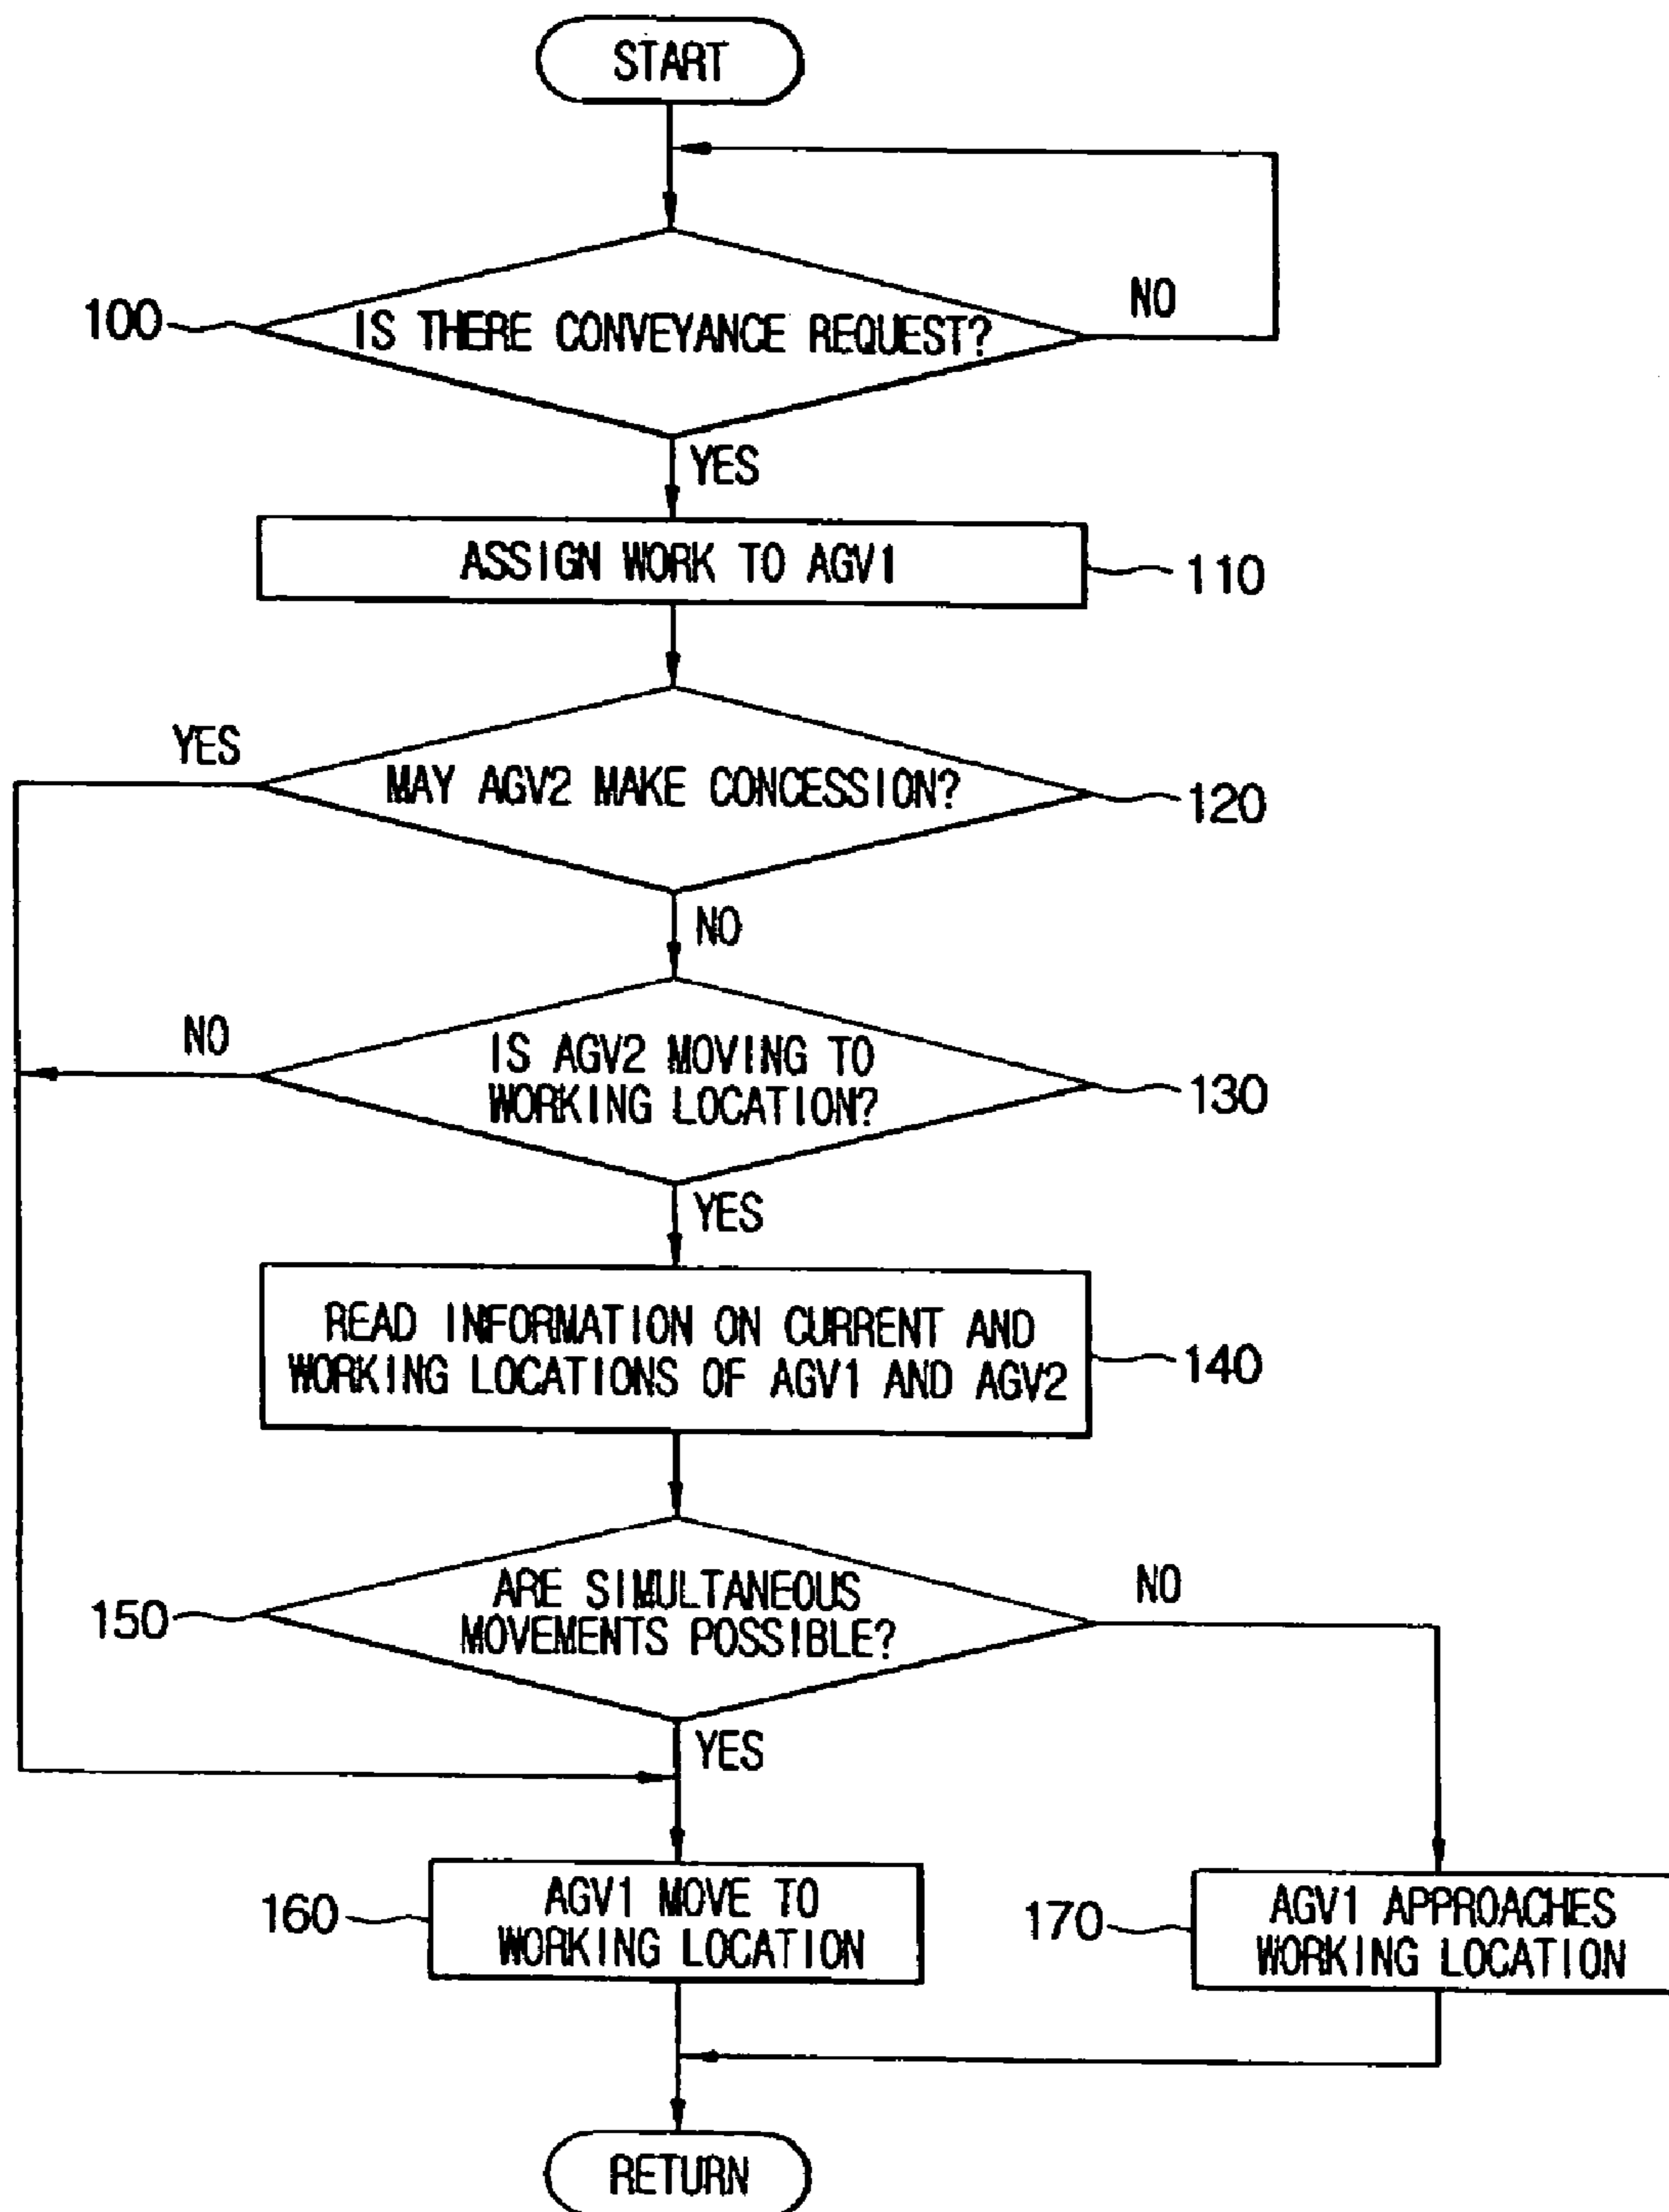 START
NO
100
IS THERE CONVEYANCE REQUEST?
YES
ASSIGN WORK TO AGV1
110
YES
MAY AGV2 MAKE CONCESSION?
120
NO
NO
IS AGV2 MOVING TO
WORKING LOCATION?
130
YES
READ INFORMATION ON CURRENT AND
WORKING LOCATIONS OF AGV1 AND AGV2
140
NO
150
ARE SIMULTANEOUS
MOVEMENTS POSSIBLE?
YES
160
AGV1 MOVE TO
WORKING LOCATION
170
AGV1 APPROACHES
WORKING LOCATION
RETURN